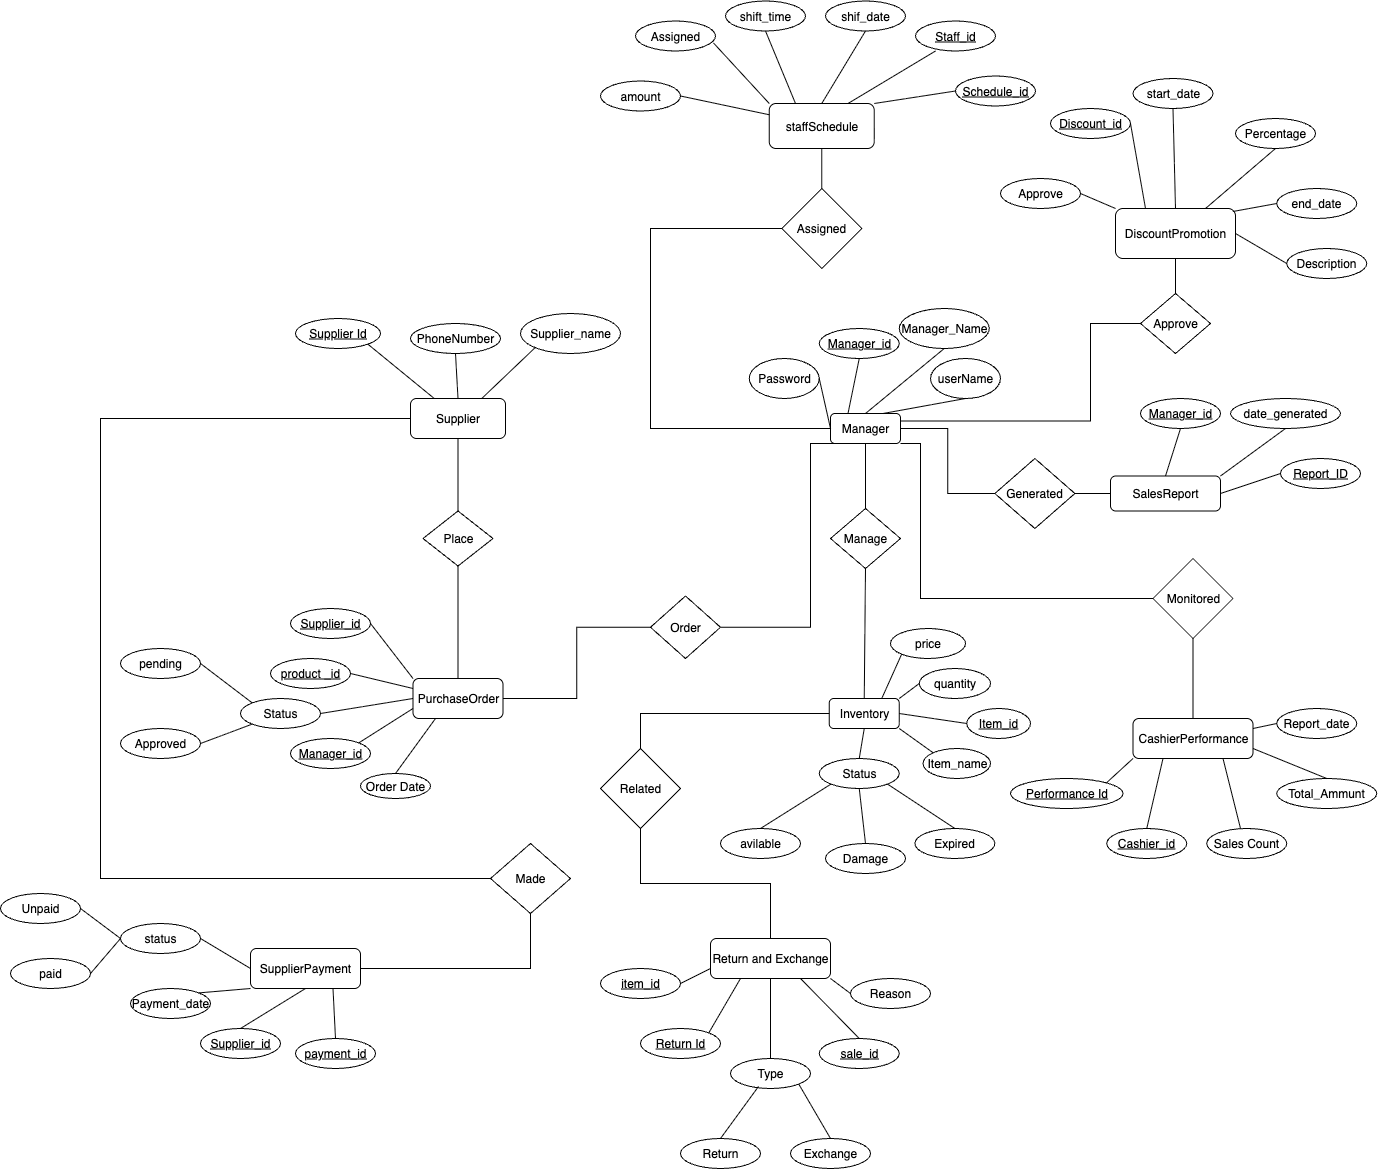 shift_time
shif_date
Assigned
Staff_id
amount
Schedule_id
staffSchedule
start_date
Discount_id
Percentage
Approve
end_date
DiscountPromotion
Description
Assigned
Approve
Supplier Id
PhoneNumber
Supplier_name
Manager_Name
Manager_id
Password
userName
Supplier
Manager
Manager_id
date_generated
Report_ID
Generated
SalesReport
Place
Manage
Monitored
Supplier_id
Order
price
pending
product _id
quantity
PurchaseOrder
Status
Inventory
Item_id
Report_date
Approved
Manager_id
CashierPerformance
Item_name
Order Date
Status
Related
Performance Id
Total_Ammunt
avilable
Damage
Expired
Cashier_id
Sales Count
Made
Unpaid
status
Return and Exchange
paid
SupplierPayment
item_id
Reason
Payment_date
Supplier_id
payment_id
Return Id
sale_id
Type
Return
Exchange